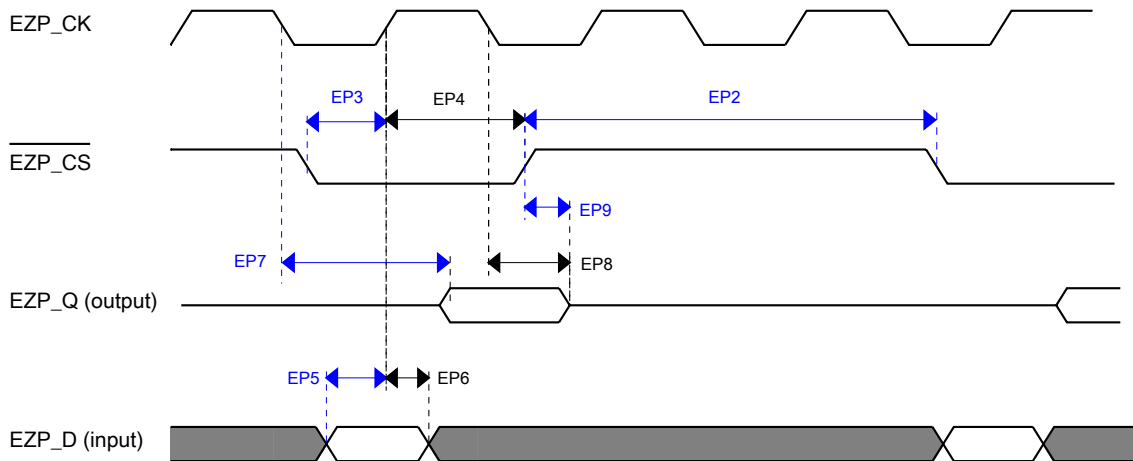 EZP_CK
EP3
EP4
EP2
EZP_CS
EP9
EP7
EP8
EZP_Q (output)
EP5
EP6
EZP_D (input)